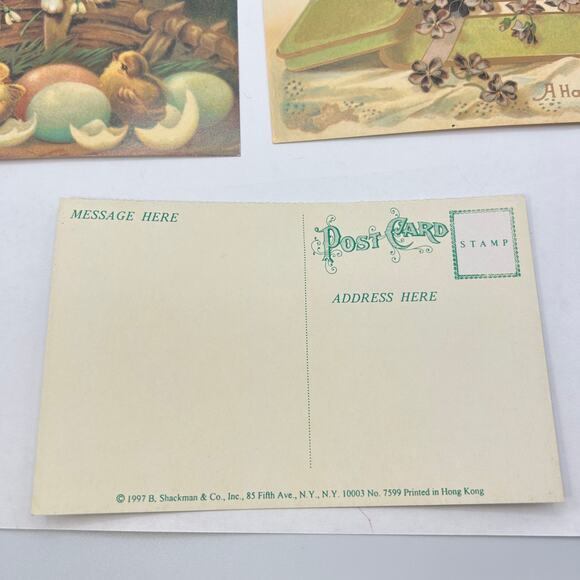 A Ha
MESSAGE HERE
POST CARD
STAMP
ADDRESS HERE
© 1997 B. Shackman & Co., Inc., 85 Fifth Ave., N.Y., N.Y. 10003 No. 7599 Printed in Hong Kong